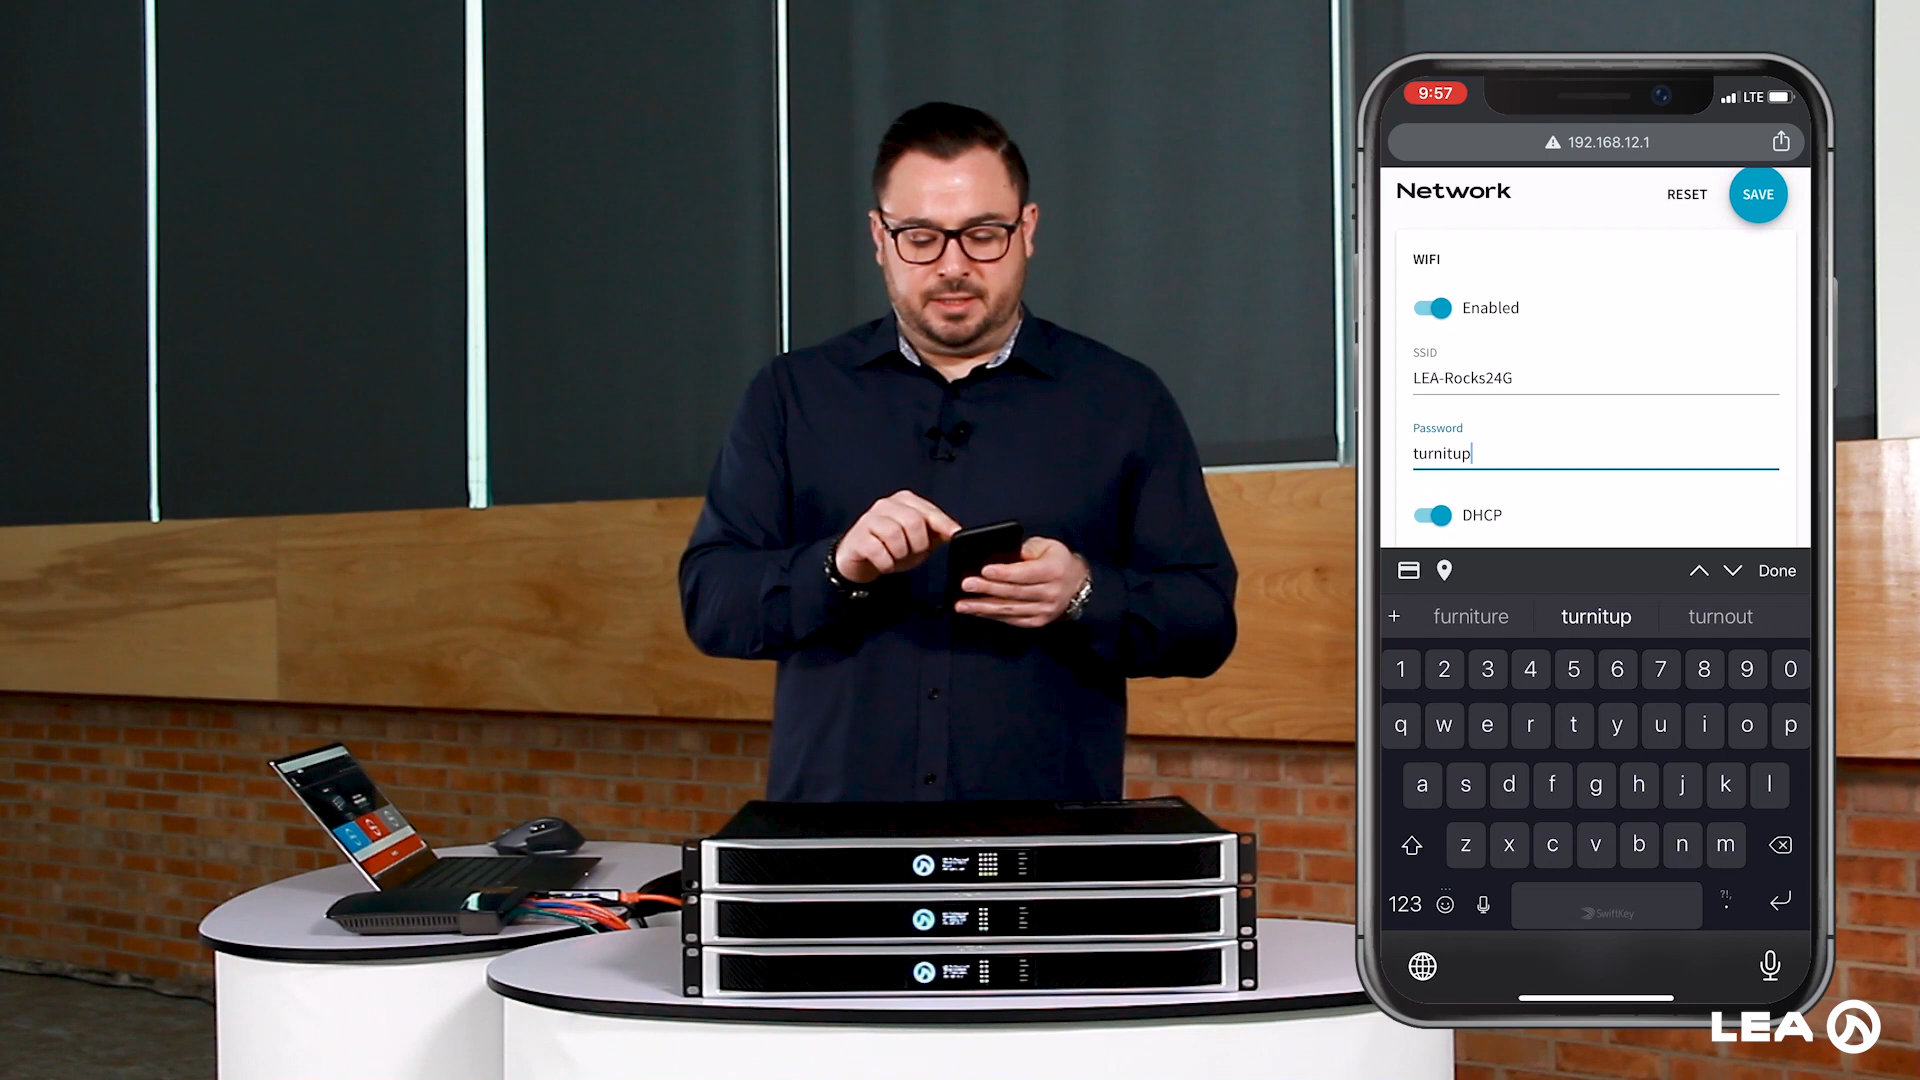 9:57
LTE
192.168.12.1
Network
RESET
SAVE
WIFI
Enabled
SSID
LEA-Rocks24G
Password
turnitup
DHCP
Done
+ furniture turnitup turnout
1 2 3 4 5 6 7 8 9 0
q w e r t y u i o p
a s d f g h j k l
z x c v b n m
123 SwiftKey ?!, .
LEA